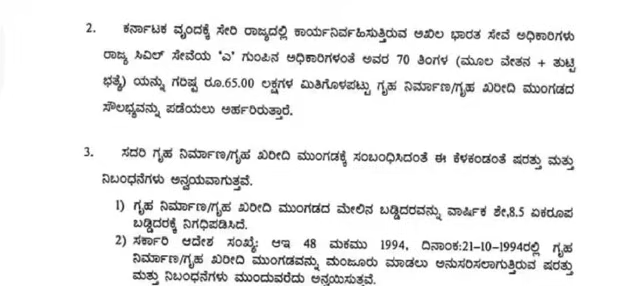 2. ಕರ್ನಾಟಕ ವೃಂದಕ್ಕೆ ಸೇರಿ ರಾಜ್ಯದಲ್ಲಿ ಕಾರ್ಯನಿರ್ವಹಿಸುತ್ತಿರುವ ಅಖಿಲ ಭಾರತ ಸೇವೆ ಅಧಿಕಾರಿಗಳು
ರಾಜ್ಯ ಸಿವಿಲ್ ಸೇವೆಯ 'ಎ' ಗುಂಪಿನ ಅಧಿಕಾರಿಗಳಂತೆ ಅವರ 70 ತಿಂಗಳ (ಮೂಲ ವೇತನ + ತುಟ್ಟಿ
ಭತ್ಯೆ) ಯನ್ನು ಗರಿಷ್ಠ ರೂ.65.00 ಲಕ್ಷಗಳ ಮಿತಿಗೊಳಪಟ್ಟು ಗೃಹ ನಿರ್ಮಾಣ/ಗೃಹ ಖರೀದಿ ಮುಂಗಡದ
ಸೌಲಭ್ಯವನ್ನು ಪಡೆಯಲು ಅರ್ಹರಿರುತ್ತಾರೆ.
3. ಸದರಿ ಗೃಹ ನಿರ್ಮಾಣ/ಗೃಹ ಖರೀದಿ ಮುಂಗಡಕ್ಕೆ ಸಂಬಂಧಿಸಿದಂತೆ ಈ ಕೆಳಕಂಡಂತೆ ಷರತ್ತು ಮತ್ತು
ನಿಬಂಧನೆಗಳು ಅನ್ವಯವಾಗುತ್ತವೆ.
1) ಗೃಹ ನಿರ್ಮಾಣ/ಗೃಹ ಖರೀದಿ ಮುಂಗಡದ ಮೇಲಿನ ಬಡ್ಡಿದರವನ್ನು ವಾರ್ಷಿಕ ಶೇ,8.5 ಏಕರೂಪ
ಬಡ್ಡಿದರಕ್ಕೆ ನಿಗಧಿಪಡಿಸಿದೆ.
2) ಸರ್ಕಾರಿ ಆದೇಶ ಸಂಖ್ಯೆ: ಆಇ 48 ಮಕಮು 1994, ದಿನಾಂಕ:21-10-1994ರಲ್ಲಿ ಗೃಹ
ನಿರ್ಮಾಣ/ಗೃಹ ಖರೀದಿ ಮುಂಗಡವನ್ನು ಮಂಜೂರು ಮಾಡಲು ಅನುಸರಿಸಲಾಗುತ್ತಿರುವ ಷರತ್ತು
ಮತ್ತು ನಿಬಂಧನೆಗಳು ಮುಂದುವರೆದು ಅನ್ವಯಿಸುತ್ತವೆ.